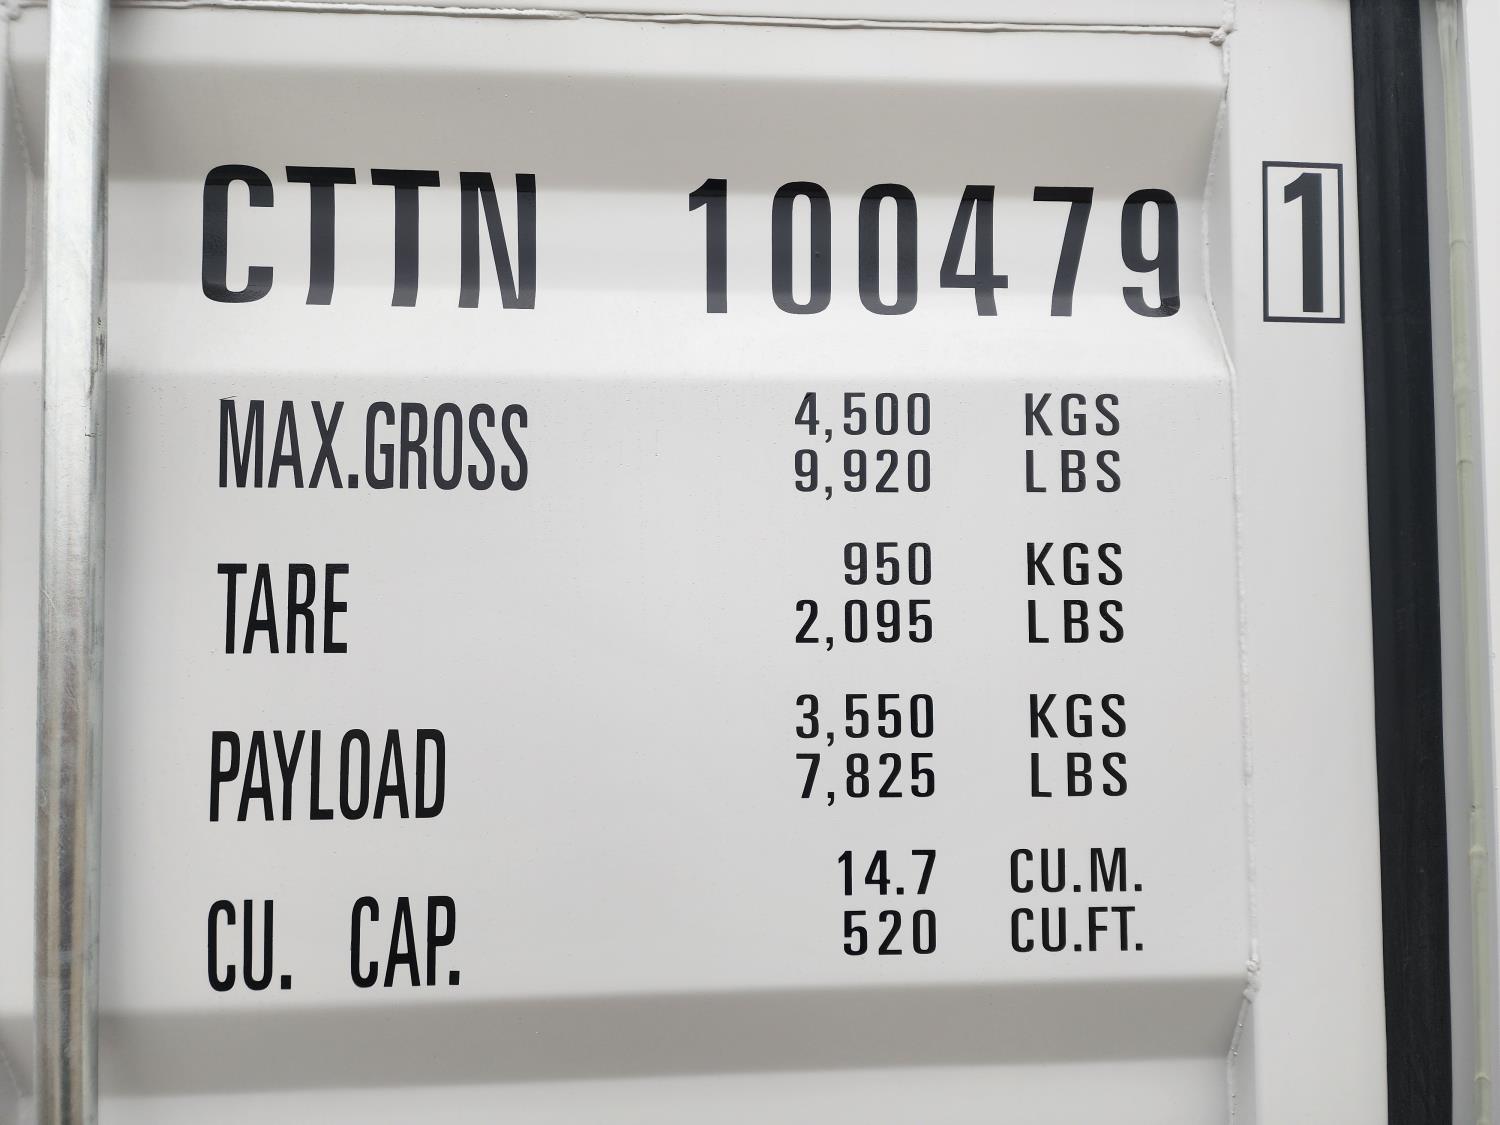 CTTN 100479 1
MAX.GROSS 4,500 KGS
9,920 LBS
TARE 950 KGS
2,095 LBS
PAYLOAD 3,550 KGS
7,825 LBS
CU. CAP. 14.7 CU.M.
520 CU.FT.